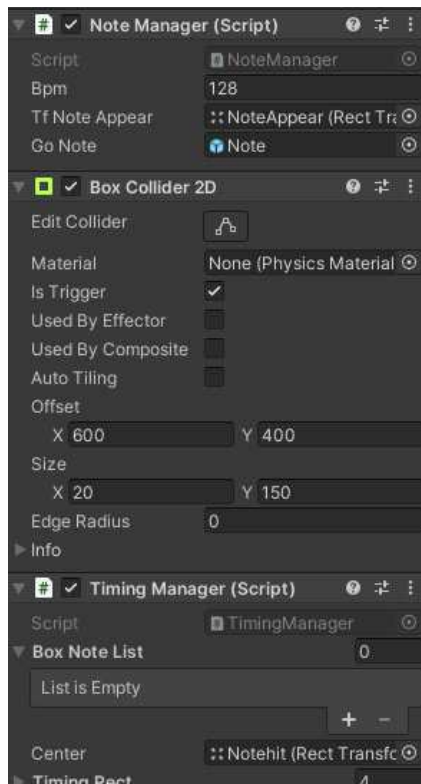 # Note Manager (Script)
Script NoteManager
Bpm 128
Tf Note Appear NoteAppear (Rect Tra
Go Note Note
Box Collider 2D
Edit Collider
Material None (Physics Material
Is Trigger
Used By Effector
Used By Composite
Auto Tiling
Offset
X 600 Y 400
Size
X 20 Y 150
Edge Radius 0
Info
# Timing Manager (Script)
Script TimingManager
Box Note List 0
List is Empty
+ −
Center Notehit (Rect Transfo
Timing Rect 4